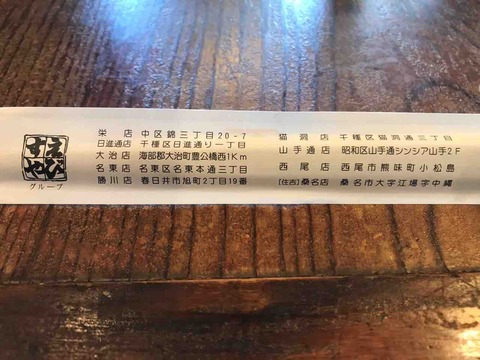 えび
すや
グループ
栄店 中区錦三丁目20-7
日進通店 千種区日進通り一丁目
大治店 海部郡大治町豊公橋西1Km
名東店 名東区名東本通三丁目
勝川店 春日井市旭町2丁目19番
猫洞店 千種区猫洞通三丁目
山手通店 昭和区山手通シンシア山手2F
西尾店 西尾市熊味町小松島
[住吉]桑名店 桑名市大字江場字中縄